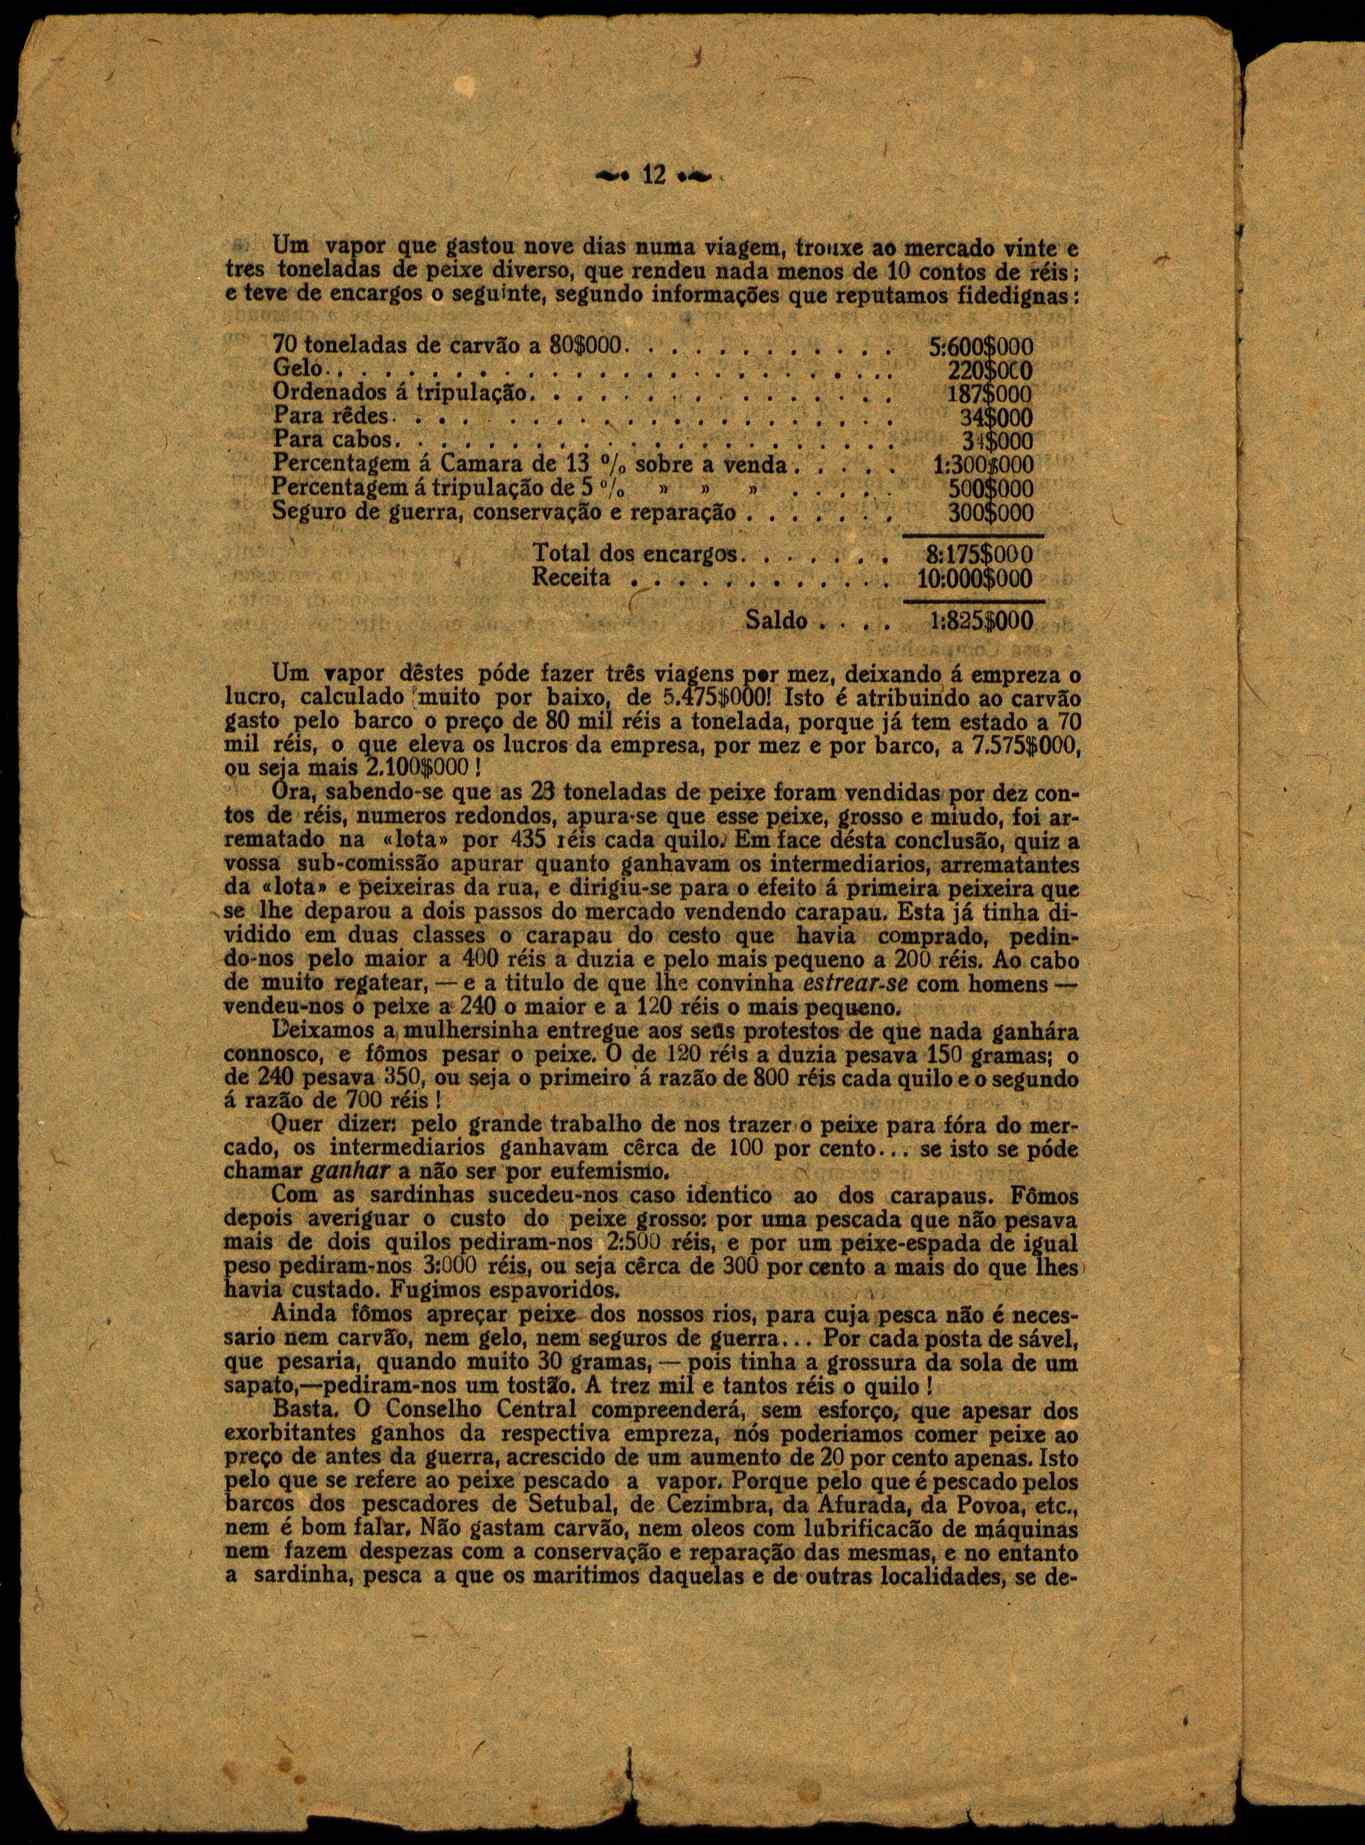 12
Um vapor que gastou nove dias numa viagem, trouxe ao mercado vinte e
tres toneladas de peixe diverso, que rendeu nada menos de 10 contos de réis;
e teve de encargos o seguinte, segundo informações que reputamos fidedignas:
70 toneladas de carvão a 80$000. . . . . . . . . . . . 5:600$000
Gelo. . . . . . . . . . . . . . . . . . . . . . . . 220$000
Ordenados á tripulação. . . . . . . . . . . . . . . . 187$000
Para rêdes. . . . . . . . . . . . . . . . . . . . . 34$000
Para cabos. . . . . . . . . . . . . . . . . . . . . 34$000
Percentagem á Camara de 13 % sobre a venda. . . . . 1:300$000
Percentagem á tripulação de 5 % » » » . . . . . 500$000
Seguro de guerra, conservação e reparação . . . . . . . 300$000
Total dos encargos. . . . . . . 8:175$000
Receita . . . . . . . . . . . . 10:000$000
Saldo . . . . 1:825$000
Um vapor dêstes póde fazer três viagens por mez, deixando á empreza o
lucro, calculado muito por baixo, de 5.475$000! Isto é atribuindo ao carvão
gasto pelo barco o preço de 80 mil réis a tonelada, porque já tem estado a 70
mil réis, o que eleva os lucros da empresa, por mez e por barco, a 7.575$000,
ou seja mais 2.100$000 !
Ora, sabendo-se que as 23 toneladas de peixe foram vendidas por dez con-
tos de réis, numeros redondos, apura-se que esse peixe, grosso e miudo, foi ar-
rematado na «lota» por 435 réis cada quilo. Em face désta conclusão, quiz a
vossa sub-comissão apurar quanto ganhavam os intermediarios, arrematantes
da «lota» e peixeiras da rua, e dirigiu-se para o efeito á primeira peixeira que
se lhe deparou a dois passos do mercado vendendo carapau. Esta já tinha di-
vidido em duas classes o carapau do cesto que havia comprado, pedin-
do-nos pelo maior a 400 réis a duzia e pelo mais pequeno a 200 réis. Ao cabo
de muito regatear, — e a titulo de que lhe convinha estrear-se com homens —
vendeu-nos o peixe a 240 o maior e a 120 réis o mais pequeno.
Deixamos a mulhersinha entregue aos seus protestos de que nada ganhára
connosco, e fômos pesar o peixe. O de 120 réis a duzia pesava 150 gramas; o
de 240 pesava 350, ou seja o primeiro á razão de 800 réis cada quilo e o segundo
á razão de 700 réis !
Quer dizer: pelo grande trabalho de nos trazer o peixe para fóra do mer-
cado, os intermediarios ganhavam cêrca de 100 por cento... se isto se póde
chamar ganhar a não ser por eufemismo.
Com as sardinhas sucedeu-nos caso identico ao dos carapaus. Fômos
depois averiguar o custo do peixe grosso: por uma pescada que não pesava
mais de dois quilos pediram-nos 2:500 réis, e por um peixe-espada de igual
peso pediram-nos 3:000 réis, ou seja cêrca de 300 por cento a mais do que lhes
havia custado. Fugimos espavoridos.
Ainda fômos apreçar peixe dos nossos rios, para cuja pesca não é neces-
sario nem carvão, nem gelo, nem seguros de guerra... Por cada posta de sável,
que pesaria, quando muito 30 gramas, — pois tinha a grossura da sola de um
sapato,—pediram-nos um tostão. A trez mil e tantos réis o quilo !
Basta. O Conselho Central compreenderá, sem esforço, que apesar dos
exorbitantes ganhos da respectiva empreza, nós poderiamos comer peixe ao
preço de antes da guerra, acrescido de um aumento de 20 por cento apenas. Isto
pelo que se refere ao peixe pescado a vapor. Porque pelo que é pescado pelos
barcos dos pescadores de Setubal, de Cezimbra, da Afurada, da Povoa, etc.,
nem é bom falar. Não gastam carvão, nem oleos com lubrificacão de máquinas
nem fazem despezas com a conservação e reparação das mesmas, e no entanto
a sardinha, pesca a que os maritimos daquelas e de outras localidades, se de-